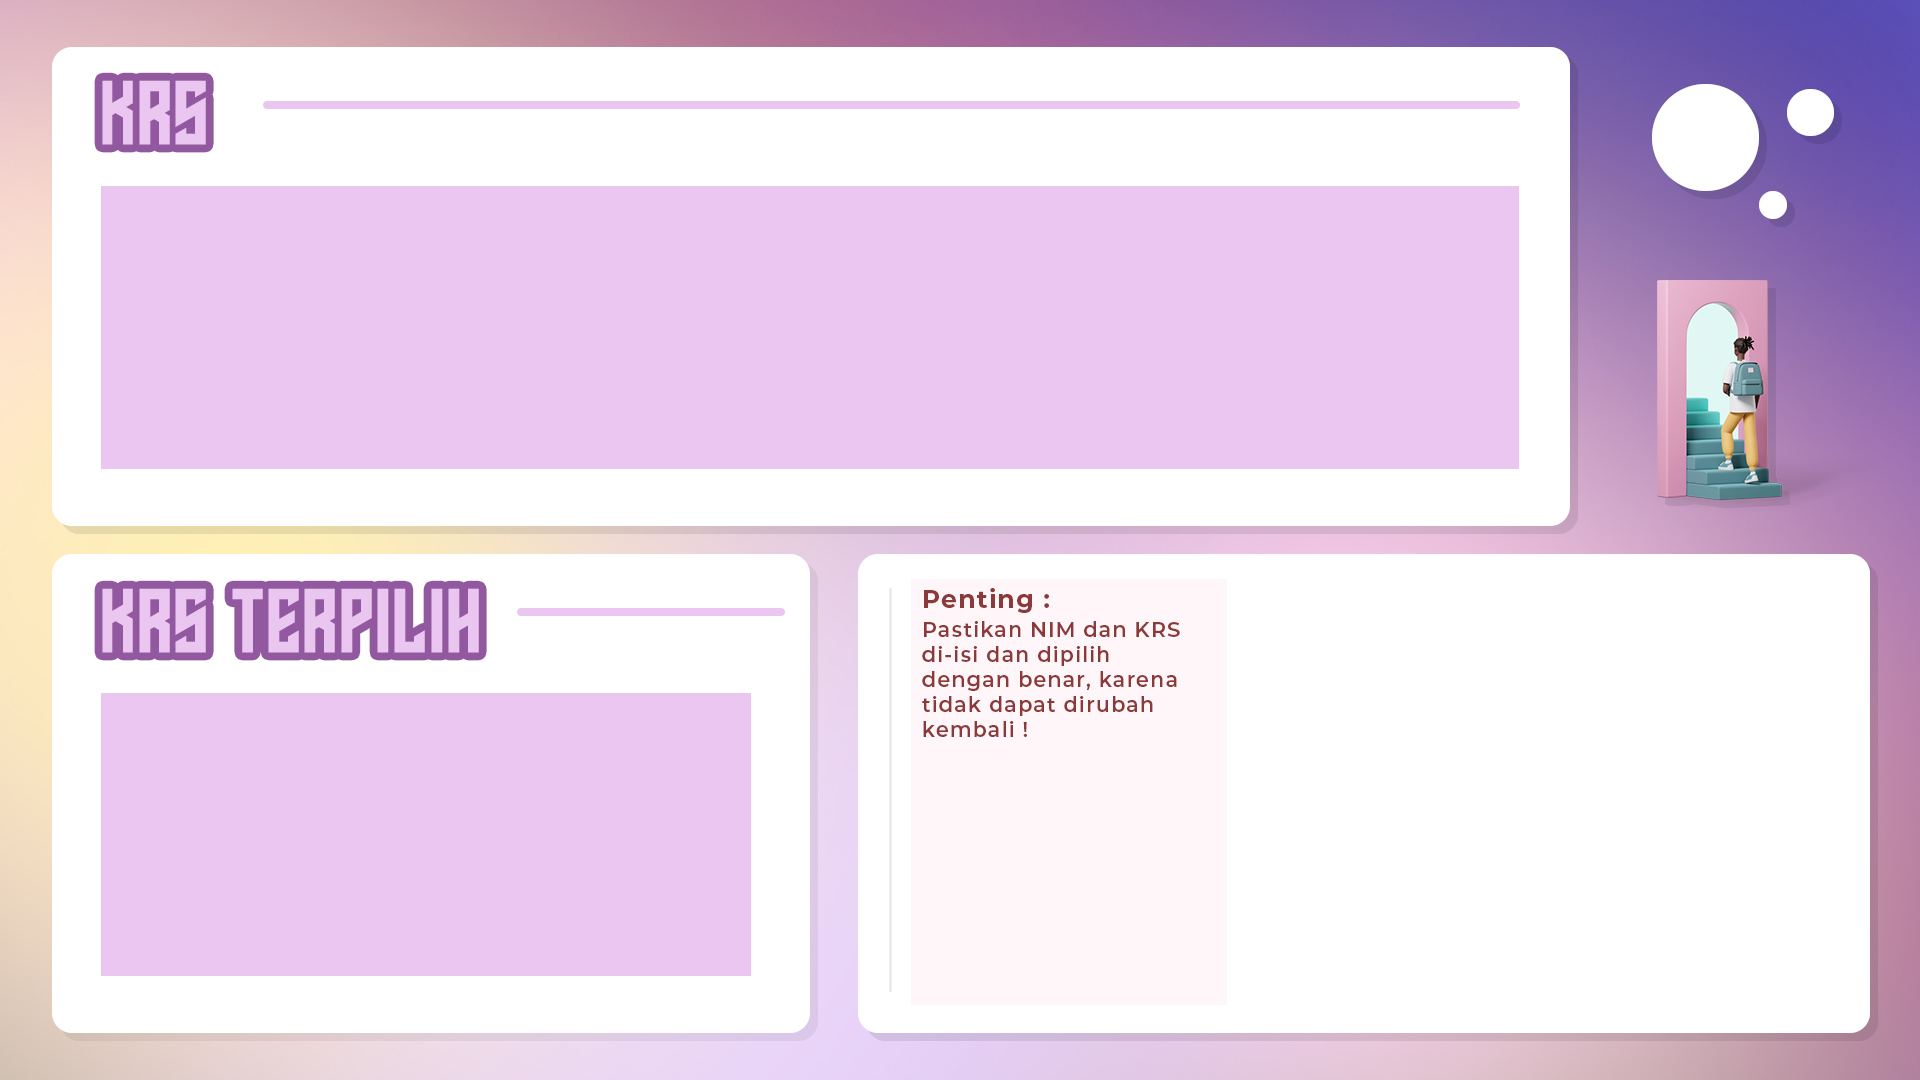 KRS
KRS TERPILIH
Penting :
Pastikan NIM dan KRS
di-isi dan dipilih
dengan benar, karena
tidak dapat dirubah
kembali !